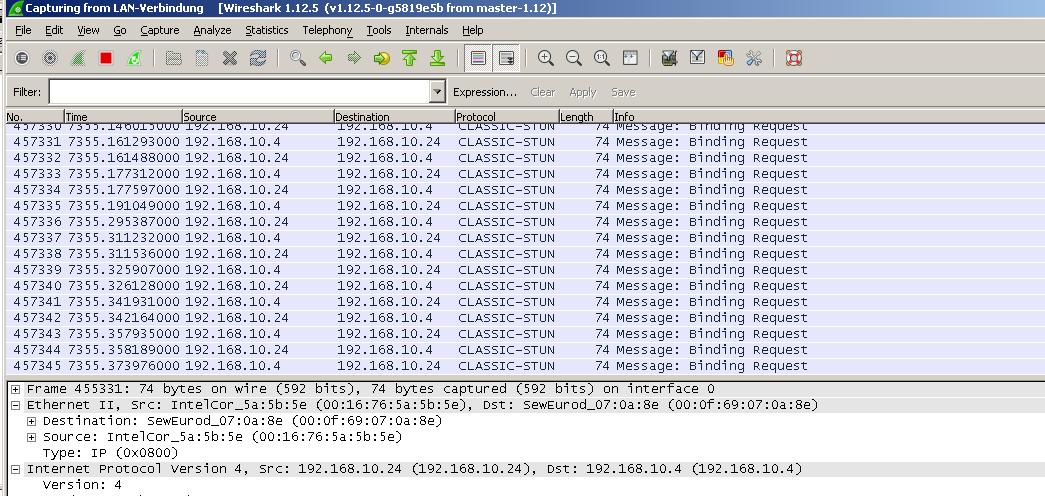 Capturing from LAN-Verbindung [Wireshark 1.12.5 (v1.12.5-0-g5819e5b from master-1.12)]
File Edit View Go Capture Analyze Statistics Telephony Tools Internals Help
Filter: Expression... Clear Apply Save
No. Time Source Destination Protocol Length Info
457330 7355.146015000 192.168.10.24 192.168.10.4 CLASSIC-STUN 74 Message: Binding Request
457331 7355.161293000 192.168.10.4 192.168.10.24 CLASSIC-STUN 74 Message: Binding Request
457332 7355.161488000 192.168.10.24 192.168.10.4 CLASSIC-STUN 74 Message: Binding Request
457333 7355.177312000 192.168.10.4 192.168.10.24 CLASSIC-STUN 74 Message: Binding Request
457334 7355.177597000 192.168.10.24 192.168.10.4 CLASSIC-STUN 74 Message: Binding Request
457335 7355.191049000 192.168.10.4 192.168.10.24 CLASSIC-STUN 74 Message: Binding Request
457336 7355.295387000 192.168.10.24 192.168.10.4 CLASSIC-STUN 74 Message: Binding Request
457337 7355.311232000 192.168.10.4 192.168.10.24 CLASSIC-STUN 74 Message: Binding Request
457338 7355.311536000 192.168.10.24 192.168.10.4 CLASSIC-STUN 74 Message: Binding Request
457339 7355.325907000 192.168.10.4 192.168.10.24 CLASSIC-STUN 74 Message: Binding Request
457340 7355.326128000 192.168.10.24 192.168.10.4 CLASSIC-STUN 74 Message: Binding Request
457341 7355.341931000 192.168.10.4 192.168.10.24 CLASSIC-STUN 74 Message: Binding Request
457342 7355.342164000 192.168.10.24 192.168.10.4 CLASSIC-STUN 74 Message: Binding Request
457343 7355.357935000 192.168.10.4 192.168.10.24 CLASSIC-STUN 74 Message: Binding Request
457344 7355.358189000 192.168.10.24 192.168.10.4 CLASSIC-STUN 74 Message: Binding Request
457345 7355.373976000 192.168.10.4 192.168.10.24 CLASSIC-STUN 74 Message: Binding Request
Frame 455331: 74 bytes on wire (592 bits), 74 bytes captured (592 bits) on interface 0
Ethernet II, Src: IntelCor_5a:5b:5e (00:16:76:5a:5b:5e), Dst: SewEurod_07:0a:8e (00:0f:69:07:0a:8e)
Destination: SewEurod_07:0a:8e (00:0f:69:07:0a:8e)
Source: IntelCor_5a:5b:5e (00:16:76:5a:5b:5e)
Type: IP (0x0800)
Internet Protocol Version 4, Src: 192.168.10.24 (192.168.10.24), Dst: 192.168.10.4 (192.168.10.4)
Version: 4